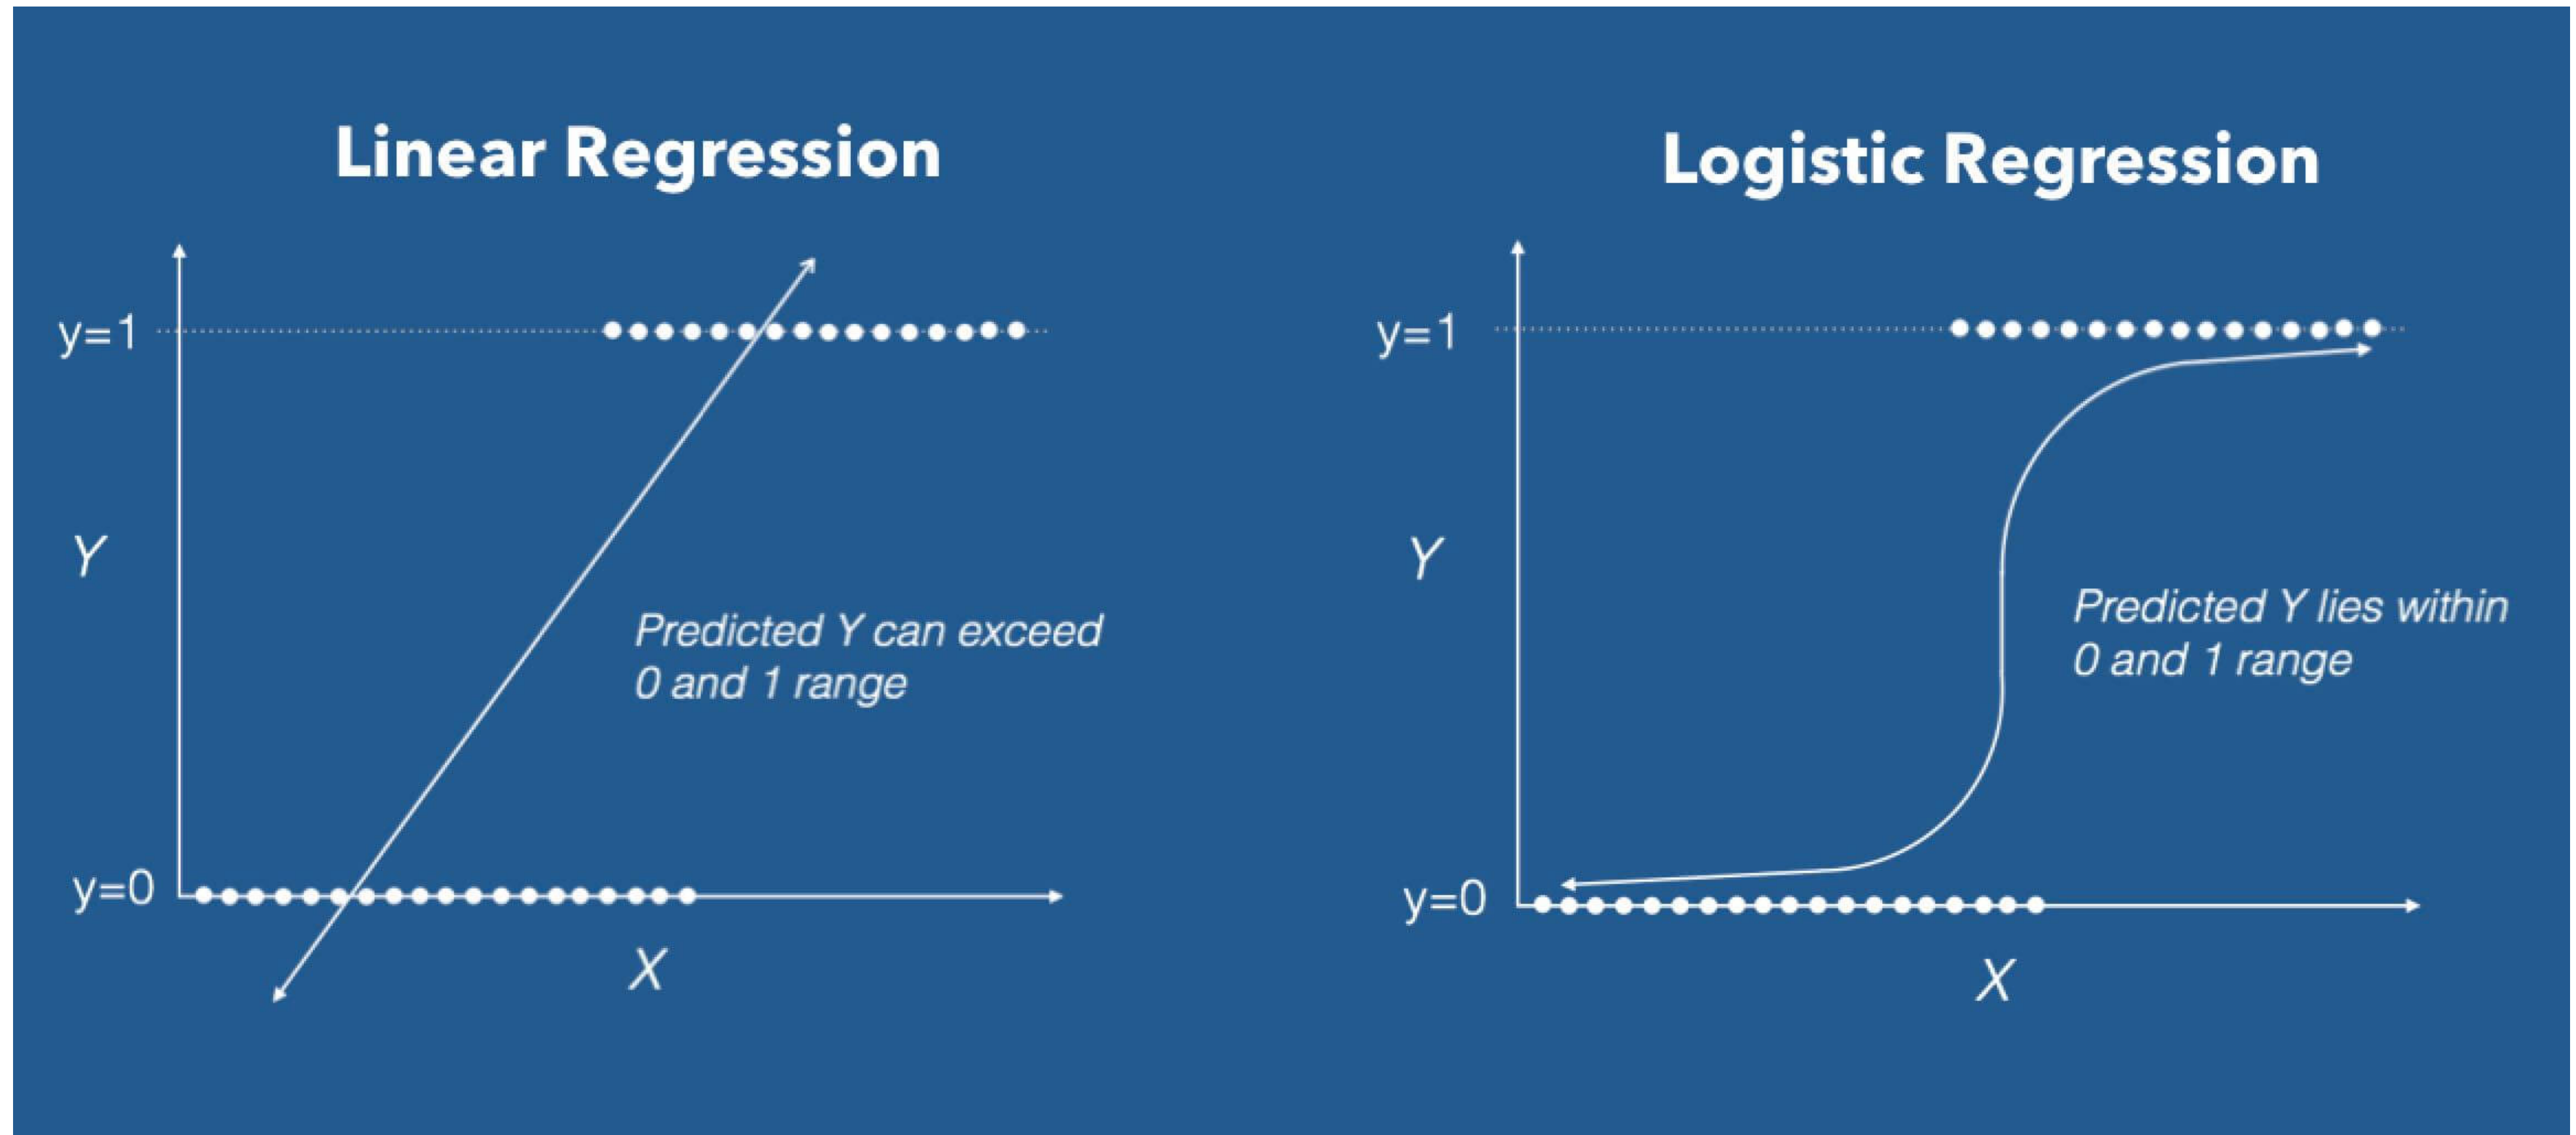 Linear Regression
y=1
Y
Predicted Y can exceed
0 and 1 range
y=0
X
Logistic Regression
y=1
Y
Predicted Y lies within
0 and 1 range
y=0
X